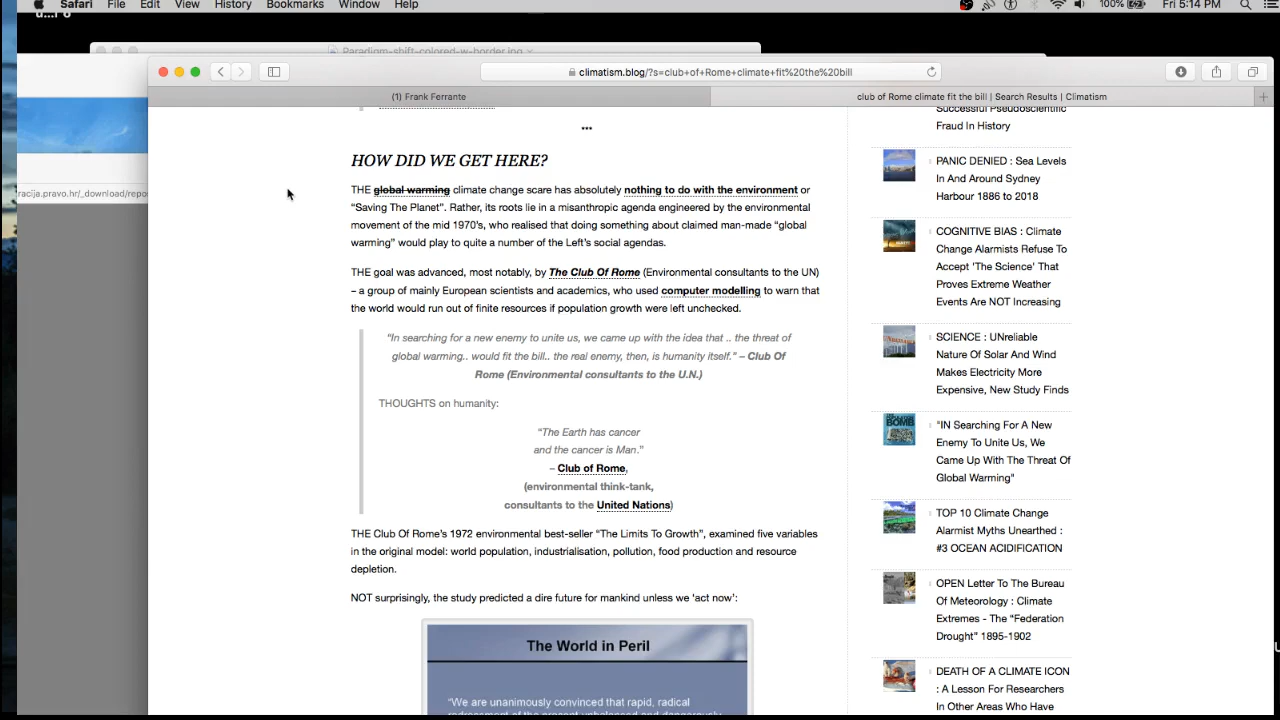 Safari File Edit View History Bookmarks Window Help
100% Fri 5:14 PM
Paradigm-shift-colored-w-border.jpg
climatism.blog/?s=club+of+Rome+climate+fit%20the%20bill
(1) Frank Ferrante
club of Rome climate fit the bill | Search Results | Climatism
racija.pravo.hr/_download/repo
***
HOW DID WE GET HERE?
THE global warming climate change scare has absolutely nothing to do with the environment or
“Saving The Planet”. Rather, its roots lie in a misanthropic agenda engineered by the environmental
movement of the mid 1970’s, who realised that doing something about claimed man-made “global
warming” would play to quite a number of the Left’s social agendas.
THE goal was advanced, most notably, by The Club Of Rome (Environmental consultants to the UN)
– a group of mainly European scientists and academics, who used computer modelling to warn that
the world would run out of finite resources if population growth were left unchecked.
“In searching for a new enemy to unite us, we came up with the idea that .. the threat of
global warming.. would fit the bill.. the real enemy, then, is humanity itself.” – Club Of
Rome (Environmental consultants to the U.N.)
THOUGHTS on humanity:
“The Earth has cancer
and the cancer is Man.”
– Club of Rome,
(environmental think-tank,
consultants to the United Nations)
THE Club Of Rome’s 1972 environmental best-seller “The Limits To Growth”, examined five variables
in the original model: world population, industrialisation, pollution, food production and resource
depletion.
NOT surprisingly, the study predicted a dire future for mankind unless we ‘act now’:
The World in Peril
“We are unanimously convinced that rapid, radical
Successful Pseudoscientific
Fraud In History
PANIC DENIED : Sea Levels
In And Around Sydney
Harbour 1886 to 2018
COGNITIVE BIAS : Climate
Change Alarmists Refuse To
Accept 'The Science' That
Proves Extreme Weather
Events Are NOT Increasing
SCIENCE : UNreliable
Nature Of Solar And Wind
Makes Electricity More
Expensive, New Study Finds
"IN Searching For A New
Enemy To Unite Us, We
Came Up With The Threat Of
Global Warming"
TOP 10 Climate Change
Alarmist Myths Unearthed :
#3 OCEAN ACIDIFICATION
OPEN Letter To The Bureau
Of Meteorology : Climate
Extremes - The “Federation
Drought” 1895-1902
DEATH OF A CLIMATE ICON
: A Lesson For Researchers
In Other Areas Who Have